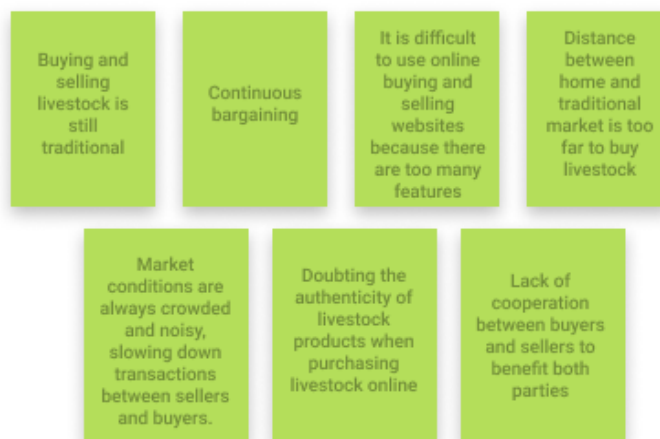 Buying and
selling
livestock is
still
traditional
Continuous
bargaining
It is difficult
to use online
buying and
selling
websites
because there
are too many
features
Distance
between
home and
traditional
market is too
far to buy
livestock
Market
conditions are
always crowded
and noisy,
slowing down
transactions
between sellers
and buyers.
Doubting the
authenticity of
livestock
products when
purchasing
livestock online
Lack of
cooperation
between buyers
and sellers to
benefit both
parties